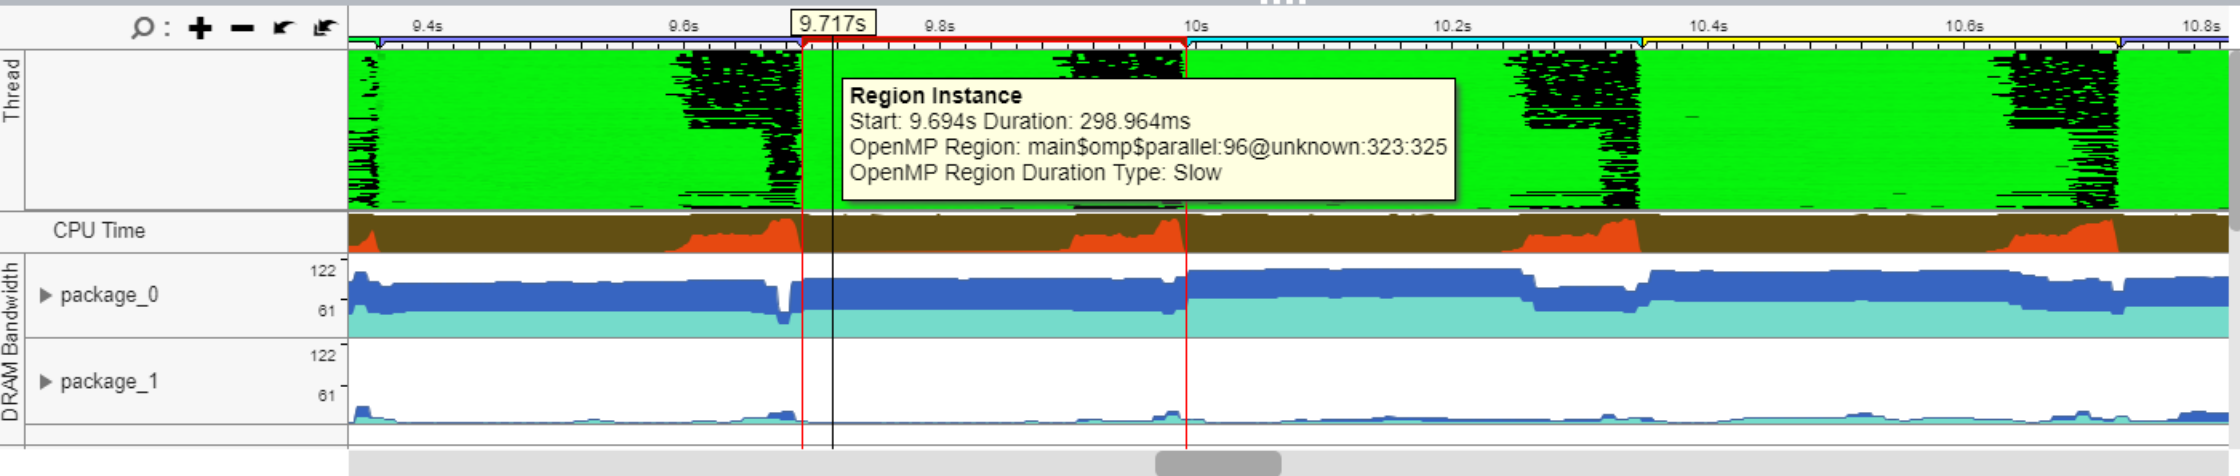 9.4s 9.6s 9.717s 9.8s 10s 10.2s 10.4s 10.6s 10.8s
Thread
Region Instance
Start: 9.694s Duration: 298.964ms
OpenMP Region: main$omp$parallel:96@unknown:323:325
OpenMP Region Duration Type: Slow
CPU Time
DRAM Bandwidth
package_0
122
61
package_1
122
61